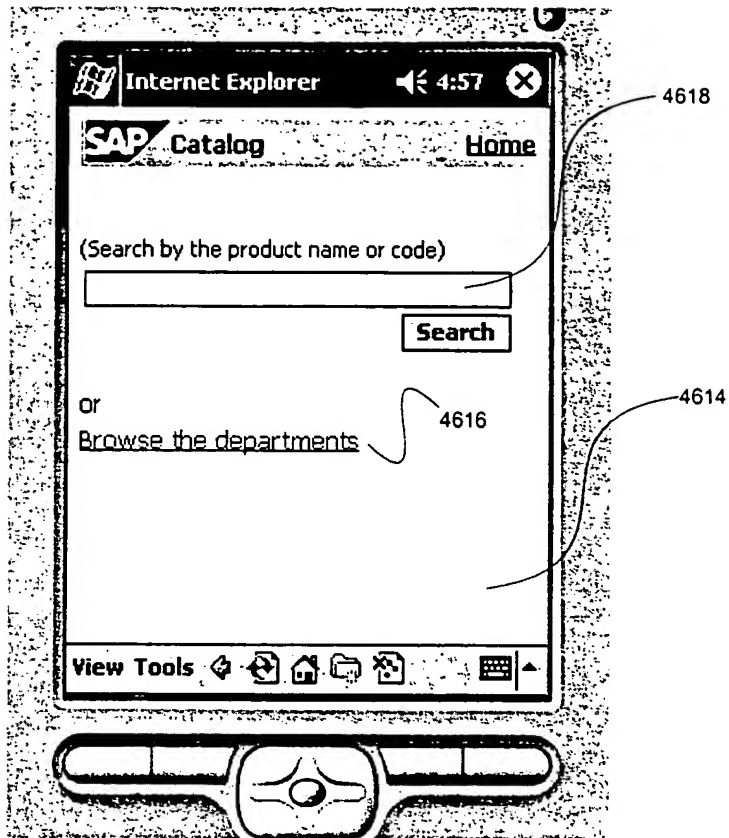 Internet Explorer 4:57
4618
SAP Catalog Home
(Search by the product name or code)
Search
or
4616
4614
Browse the departments
View Tools